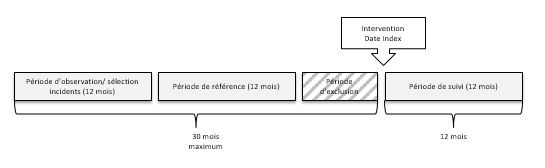 Intervention
Date Index
Période d'observation/ sélection
incidents (12 mois)
Période de référence (12 mois)
Période
d'exclusion
Période de suivi (12 mois)
30 mois
maximum
12 mois